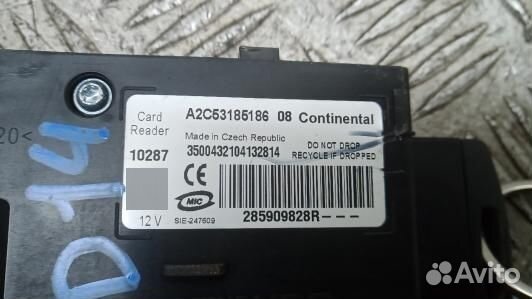 20<
D14
Card Reader
A2C53185186 08 Continental
Made in Czech Republic
10287
3500432104132814
DO NOT DROP
RECYCLE IF DROPPED
CE
MIC
12 V
SIE-247609
285909828R---
Avito